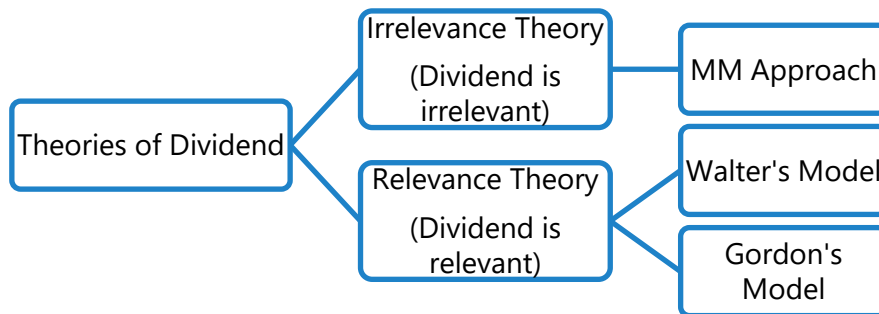 Theories of Dividend
Irrelevance Theory
(Dividend is
irrelevant)
MM Approach
Relevance Theory
(Dividend is
relevant)
Walter's Model
Gordon's
Model